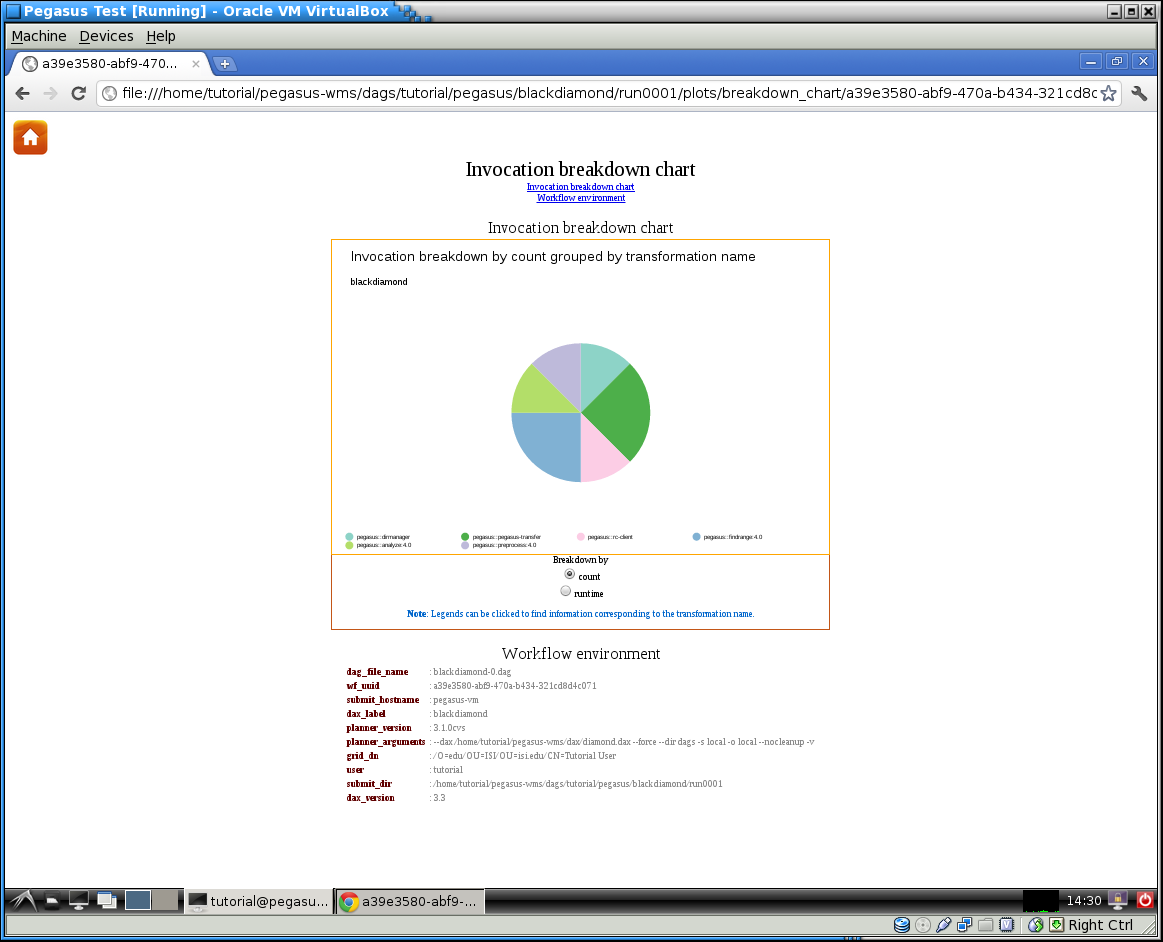 Pegasus Test [Running] - Oracle VM VirtualBox
Machine Devices Help
a39e3580-abf9-470...
file:///home/tutorial/pegasus-wms/dags/tutorial/pegasus/blackdiamond/run0001/plots/breakdown_chart/a39e3580-abf9-470a-b434-321cd8c
Invocation breakdown chart
Invocation breakdown chart
Workflow environment
Invocation breakdown chart
Invocation breakdown by count grouped by transformation name
blackdiamond
pegasus::dirmanager pegasus::pegasus-transfer pegasus::rc-client pegasus::findrange:4.0
pegasus::analyze:4.0 pegasus::preprocess:4.0
Breakdown by
count
runtime
Note: Legends can be clicked to find information corresponding to the transformation name.
Workflow environment
dag_file_name : blackdiamond-0.dag
wf_uuid : a39e3580-abf9-470a-b434-321cd8d4c071
submit_hostname : pegasus-vm
dax_label : blackdiamond
planner_version : 3.1.0cvs
planner_arguments : --dax /home/tutorial/pegasus-wms/dax/diamond.dax --force --dir dags -s local -o local --nocleanup -v
grid_dn : /O=edu/OU=ISI/OU=isi.edu/CN=Tutorial User
user : tutorial
submit_dir : /home/tutorial/pegasus-wms/dags/tutorial/pegasus/blackdiamond/run0001
dax_version : 3.3
tutorial@pegasu... a39e3580-abf9-... 14:30
Right Ctrl